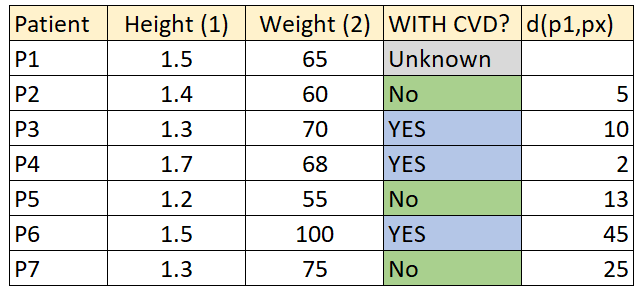 Patient Height (1) Weight (2) WITH CVD? d(p1,px)
P1 1.5 65 Unknown
P2 1.4 60 No 5
P3 1.3 70 YES 10
P4 1.7 68 YES 2
P5 1.2 55 No 13
P6 1.5 100 YES 45
P7 1.3 75 No 25